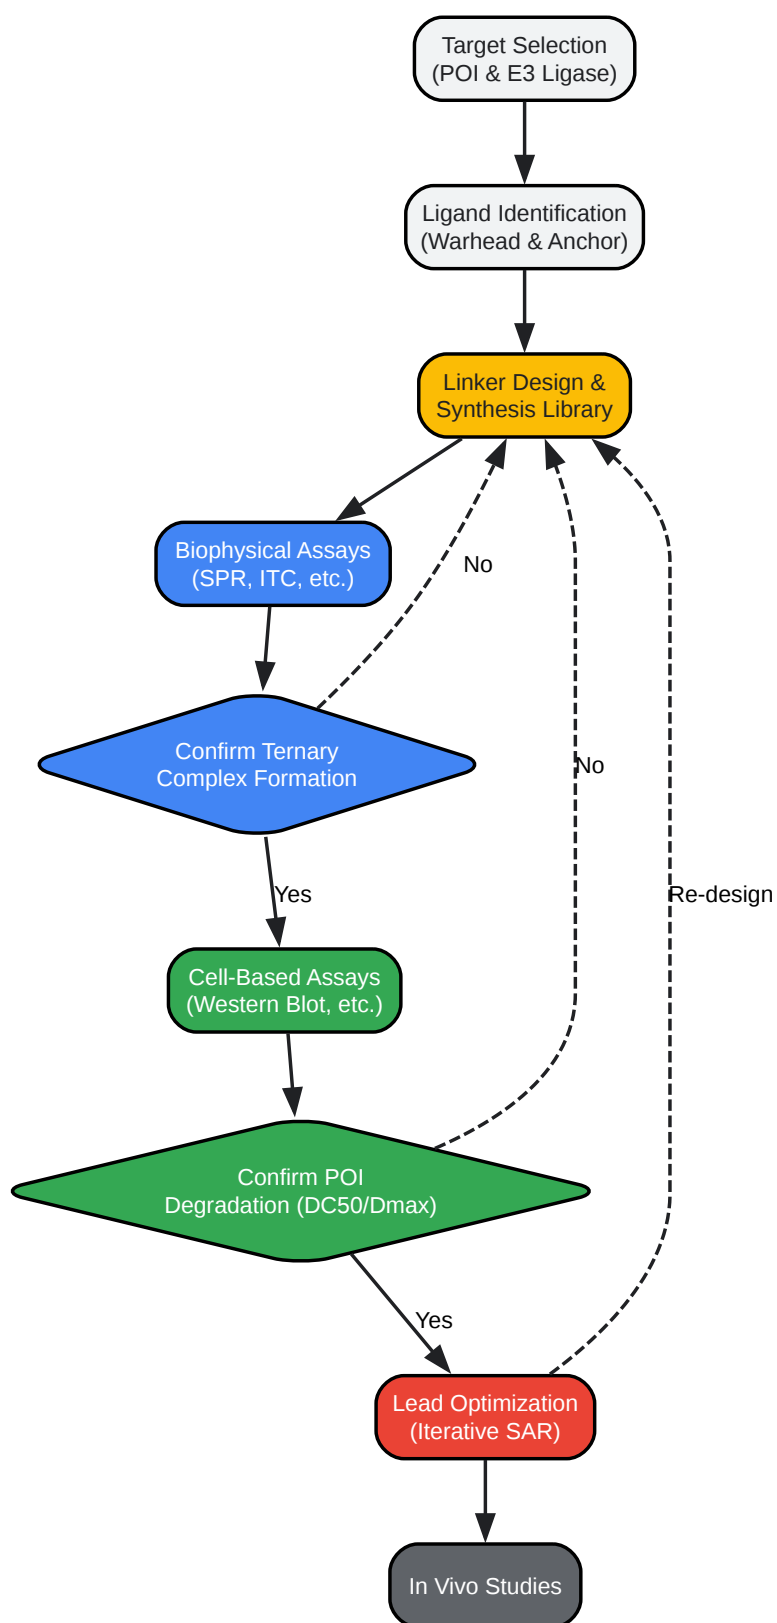 Target Selection
(POI & E3 Ligase)
Ligand Identification
(Warhead & Anchor)
Linker Design &
Synthesis Library
Biophysical Assays
(SPR, ITC, etc.)
No
Confirm Ternary
Complex Formation
No
Yes
Re-design
Cell-Based Assays
(Western Blot, etc.)
Confirm POI
Degradation (DC50/Dmax)
Yes
Lead Optimization
(Iterative SAR)
In Vivo Studies